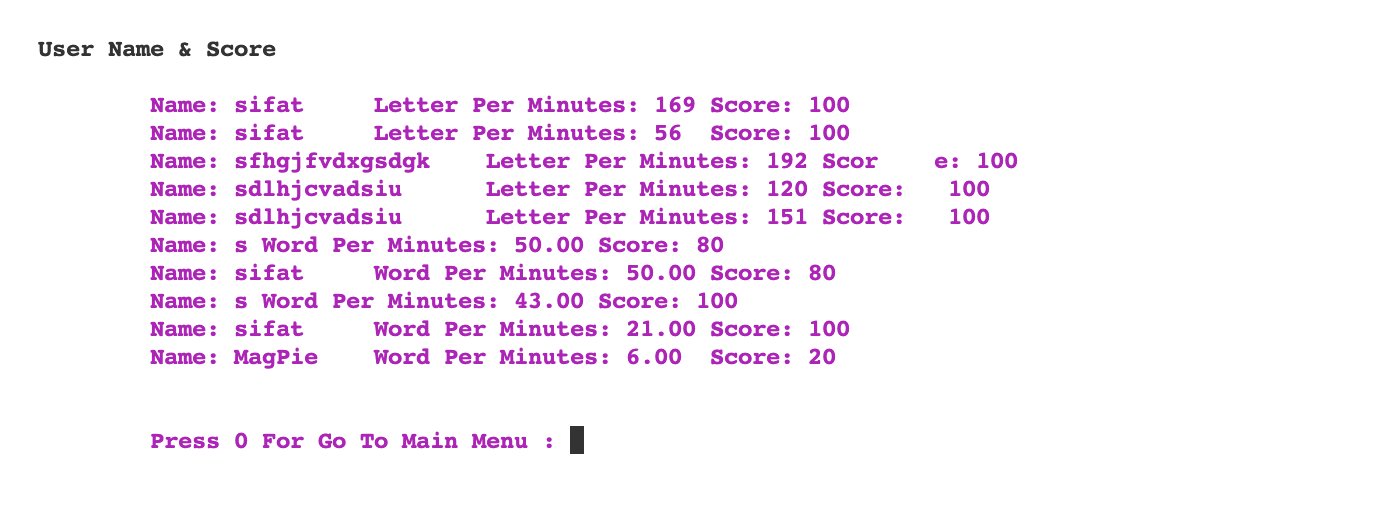 User Name & Score
Name: sifat     Letter Per Minutes: 169 Score: 100
Name: sifat     Letter Per Minutes: 56  Score: 100
Name: sfhgjfvdxgsdgk    Letter Per Minutes: 192 Scor    e: 100
Name: sdlhjcvadsiu      Letter Per Minutes: 120 Score:   100
Name: sdlhjcvadsiu      Letter Per Minutes: 151 Score:   100
Name: s Word Per Minutes: 50.00 Score: 80
Name: sifat     Word Per Minutes: 50.00 Score: 80
Name: s Word Per Minutes: 43.00 Score: 100
Name: sifat     Word Per Minutes: 21.00 Score: 100
Name: MagPie    Word Per Minutes: 6.00  Score: 20
Press 0 For Go To Main Menu :